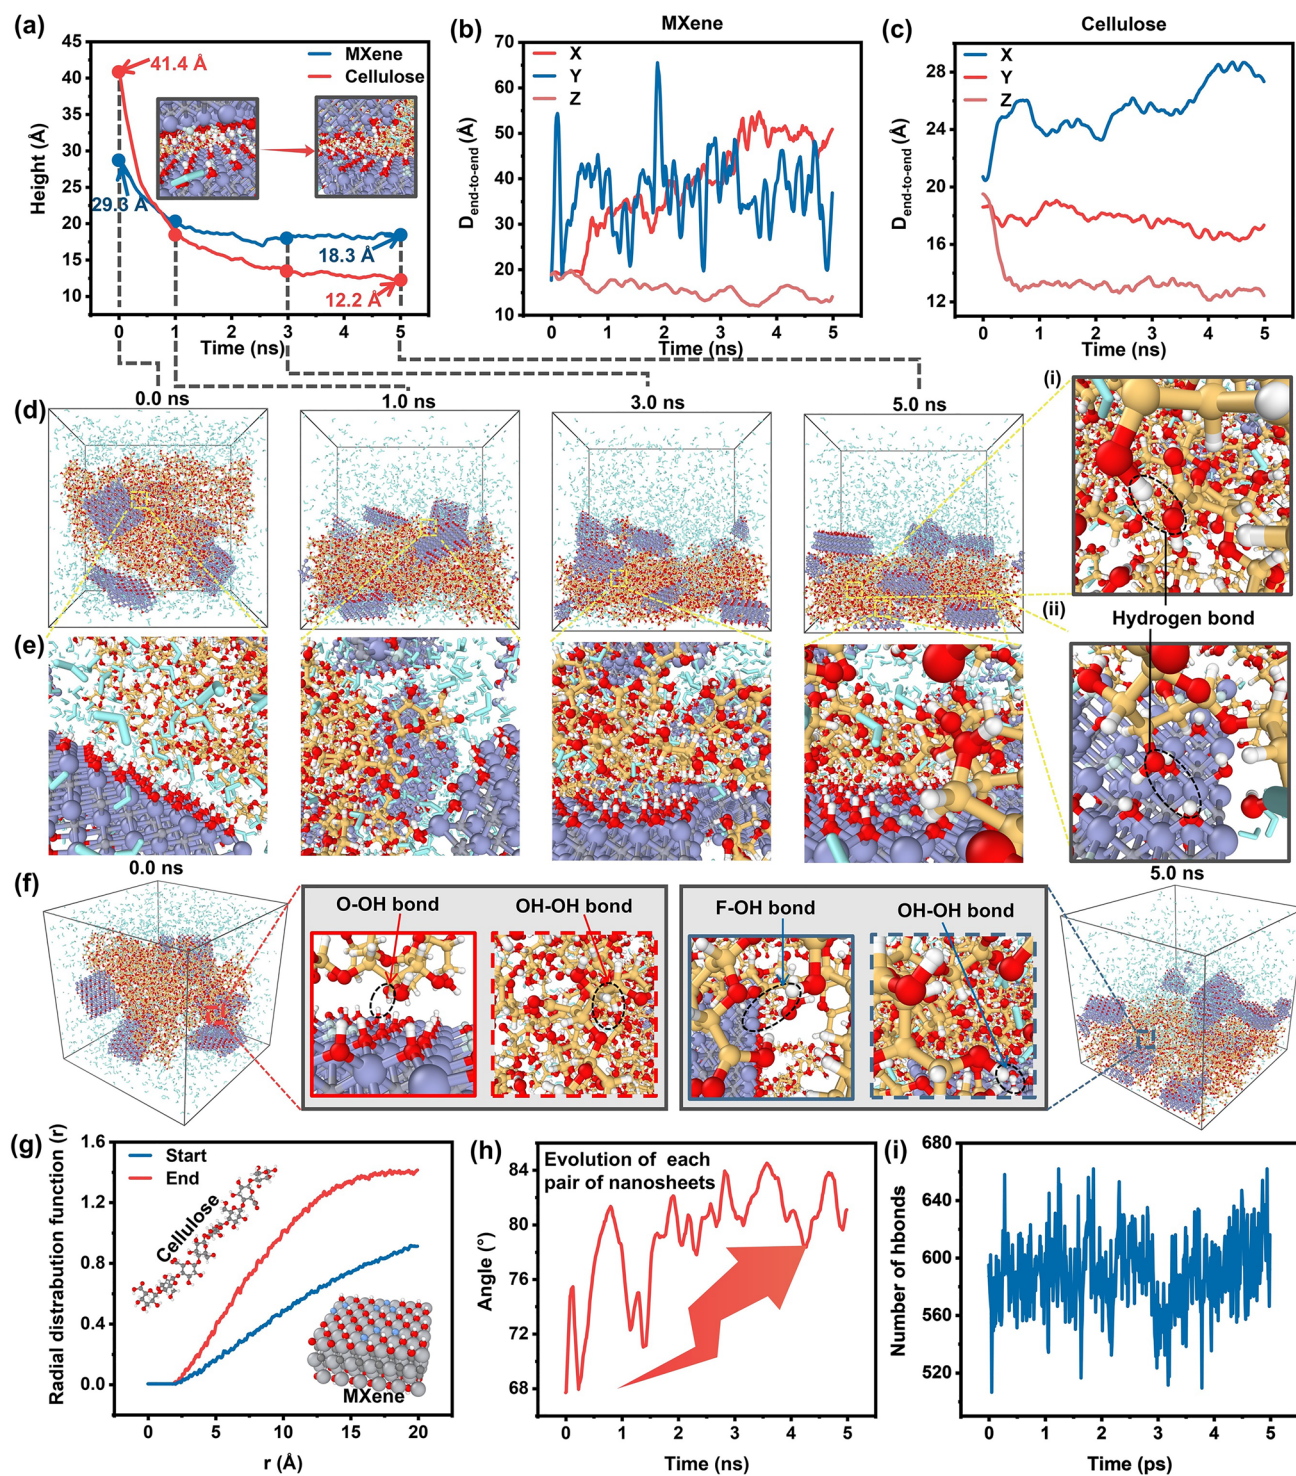 (a)
45
40
35
30
25
20
15
10
Height (Å)
MXene
Cellulose
41.4 Å
29.3 Å
18.3 Å
12.2 Å
0 1 2 3 4 5
Time (ns)
(b)
MXene
70
60
50
40
30
20
10
Dend-to-end (Å)
X
Y
Z
0 1 2 3 4 5
Time (ns)
(c)
Cellulose
28
24
20
16
12
Dend-to-end (Å)
X
Y
Z
0 1 2 3 4 5
Time (ns)
(d)
0.0 ns
1.0 ns
3.0 ns
5.0 ns
(i)
(ii)
Hydrogen bond
(e)
(f)
0.0 ns
O-OH bond
OH-OH bond
F-OH bond
OH-OH bond
5.0 ns
(g)
1.6
1.2
0.8
0.4
0.0
Radial distrabution function (r)
Start
End
Cellulose
MXene
0 5 10 15 20
r (Å)
(h)
84
80
76
72
68
Angle (°)
Evolution of each
pair of nanosheets
0 1 2 3 4 5
Time (ns)
(i)
680
640
600
560
520
Number of hbonds
0 1 2 3 4 5
Time (ps)